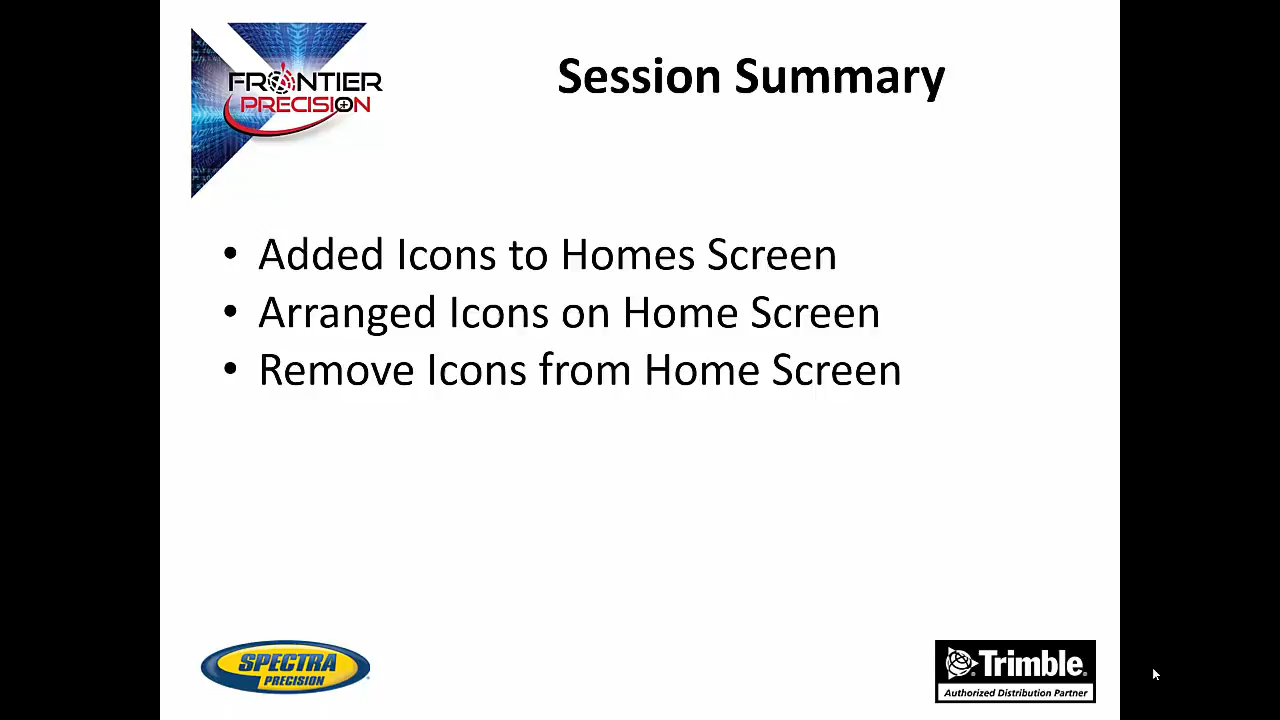 FRONTIER
PRECISION
Session Summary
• Added Icons to Homes Screen
• Arranged Icons on Home Screen
• Remove Icons from Home Screen
SPECTRA
PRECISION
Trimble
Authorized Distribution Partner